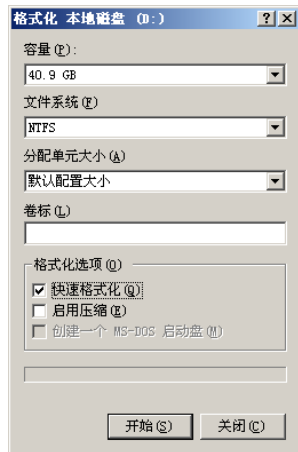 格式化 本地磁盘 (D:)
容量(P):
40.9 GB
文件系统(F)
NTFS
分配单元大小(A)
默认配置大小
卷标(L)
格式化选项(O)
快速格式化(Q)
启用压缩(E)
创建一个 MS-DOS 启动盘(M)
开始(S)
关闭(C)